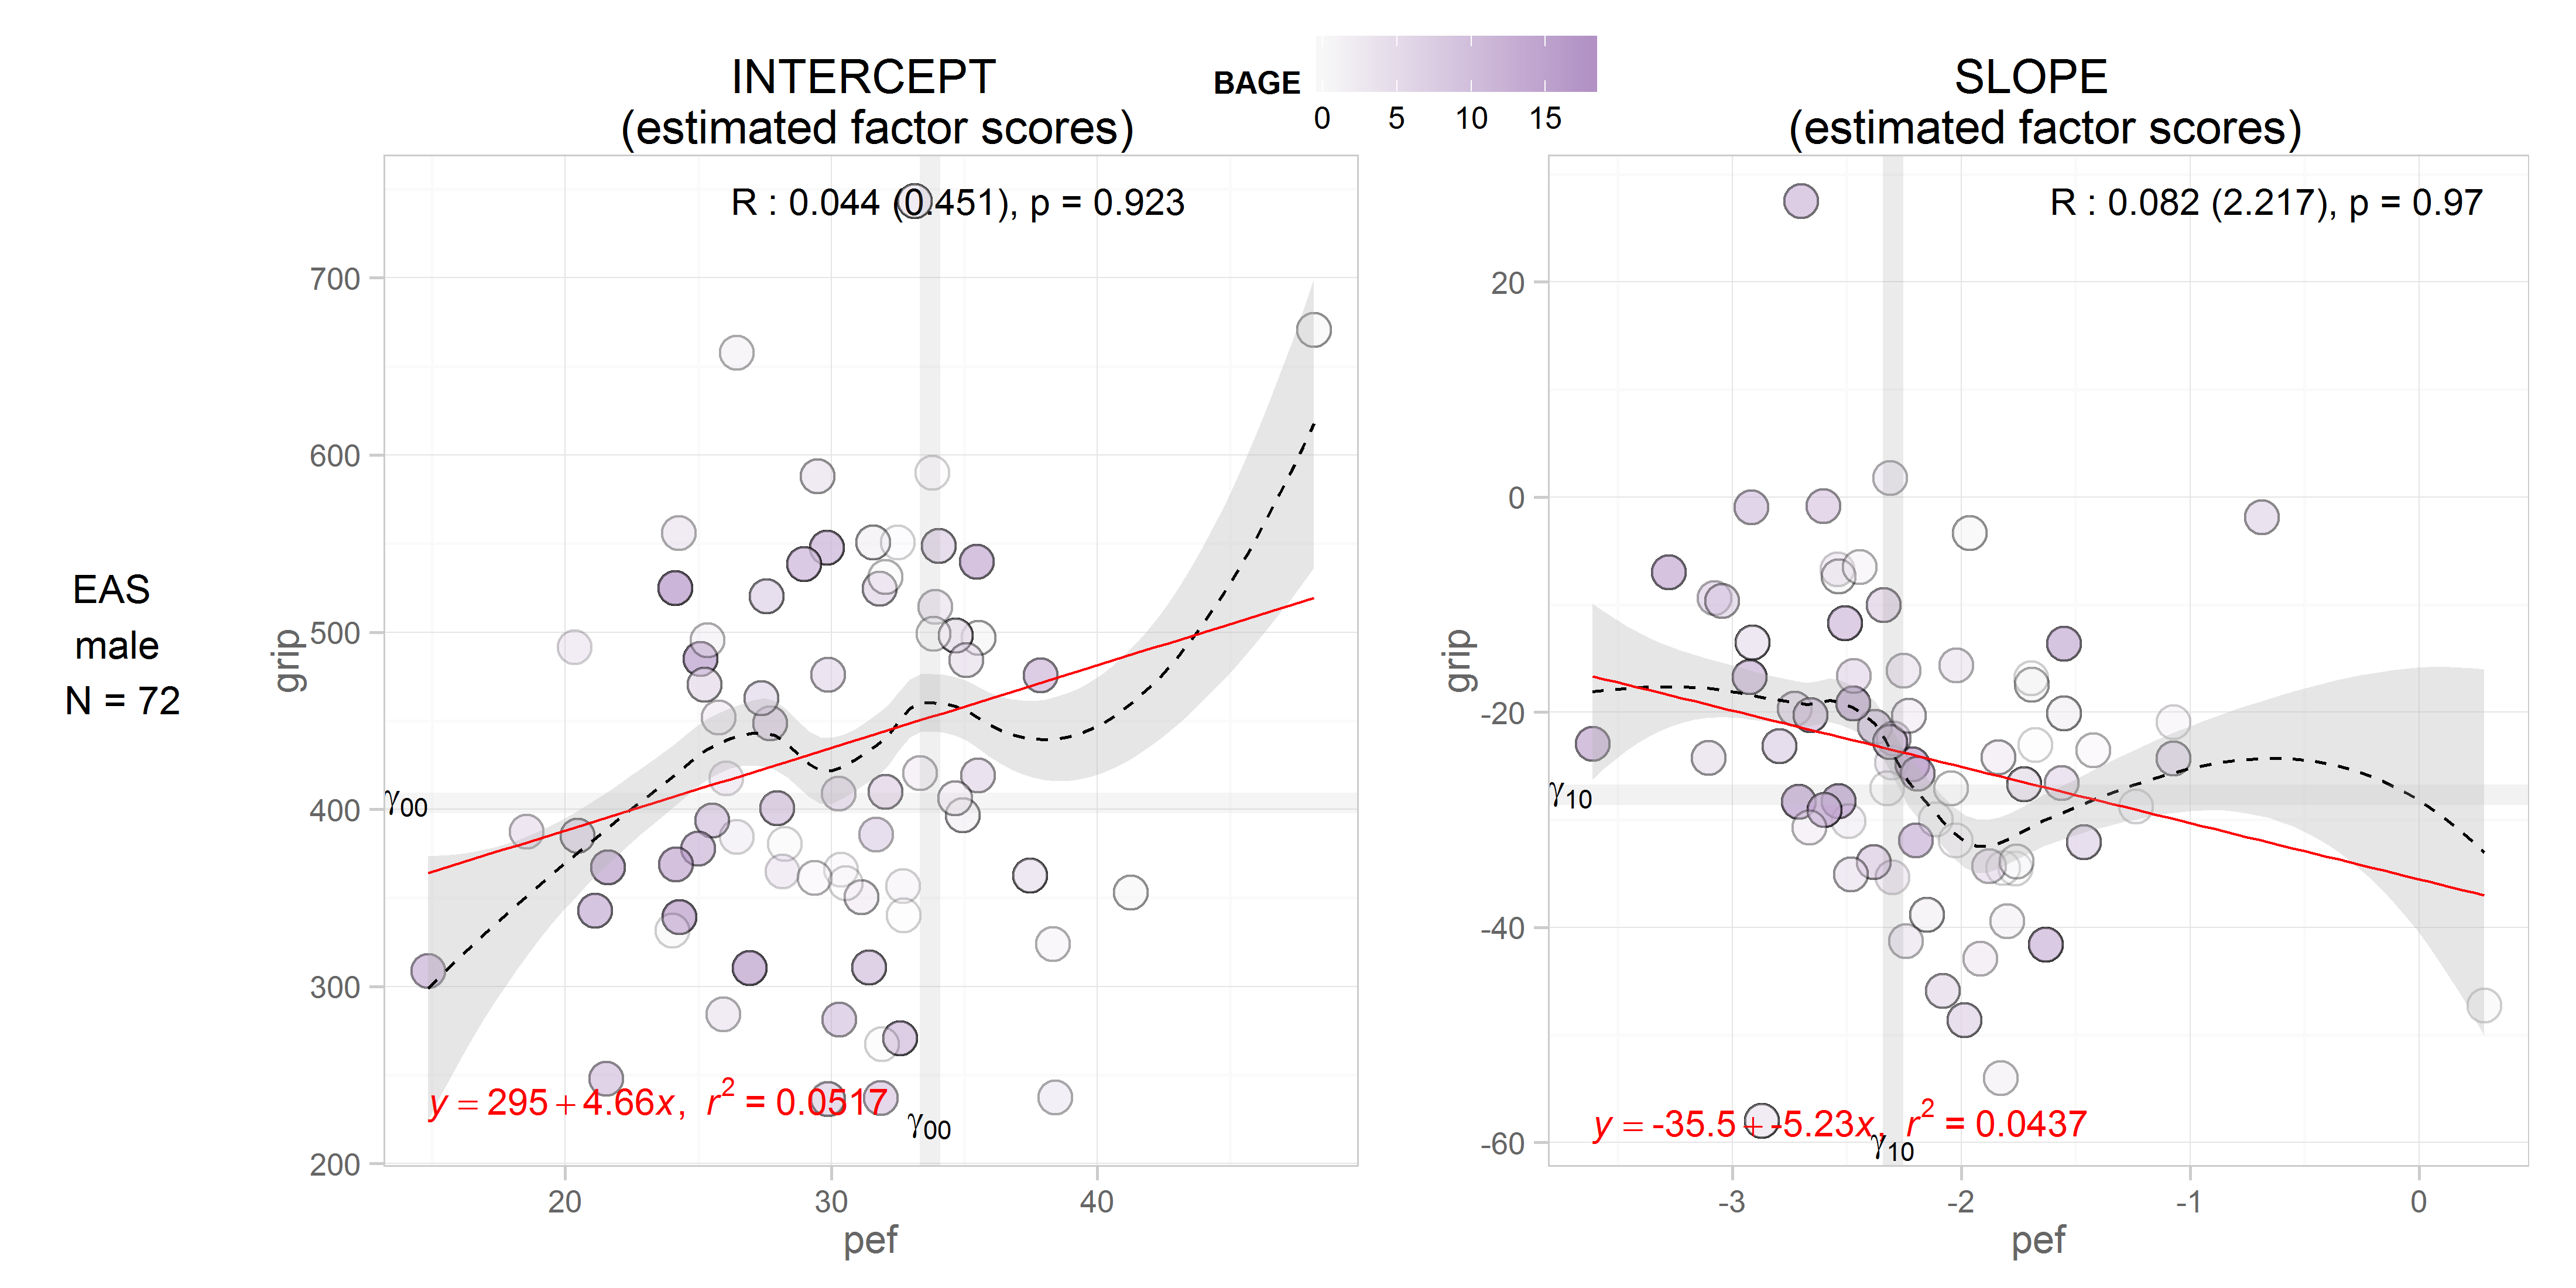 INTERCEPT
(estimated factor scores)
BAGE
0 5 10 15
SLOPE
(estimated factor scores)
EAS
male
N = 72
R : 0.044 (0.451), p = 0.923
700
600
500
400
300
200
grip
γ00
y = 295 + 4.66x, r2 = 0.0517
γ00
20 30 40
pef
R : 0.082 (2.217), p = 0.97
20
0
-20
-40
-60
grip
γ10
y = -35.5 + -5.23x, r2 = 0.0437
γ10
-3 -2 -1 0
pef